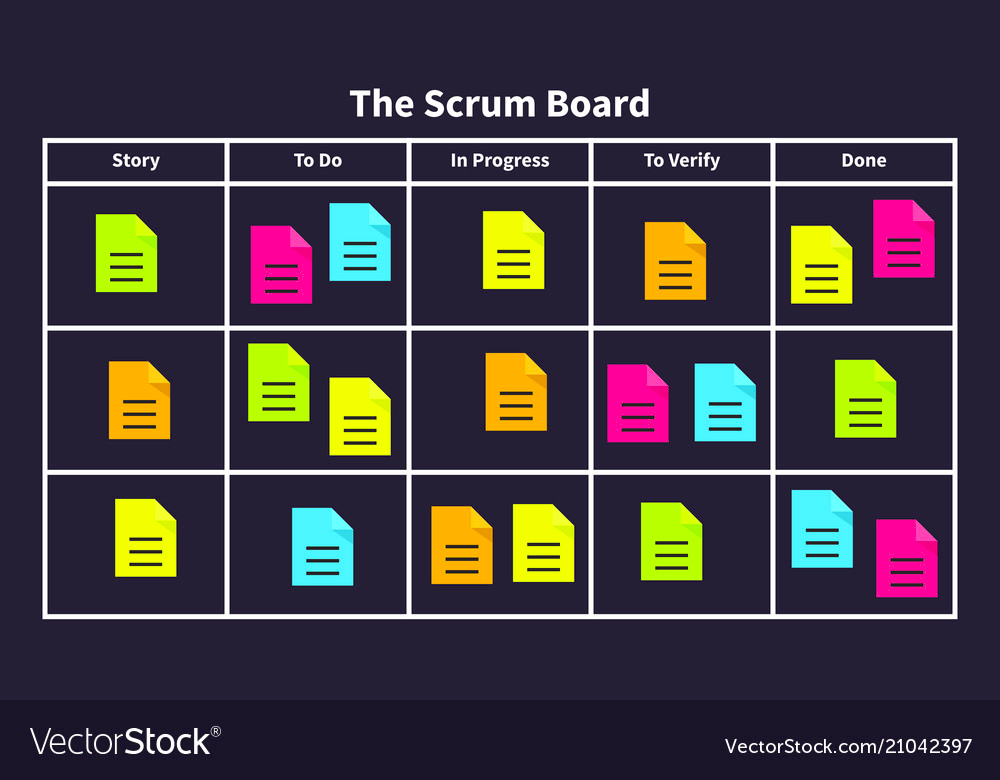 The Scrum Board
Story To Do In Progress To Verify Done
VectorStock® VectorStock.com/21042397